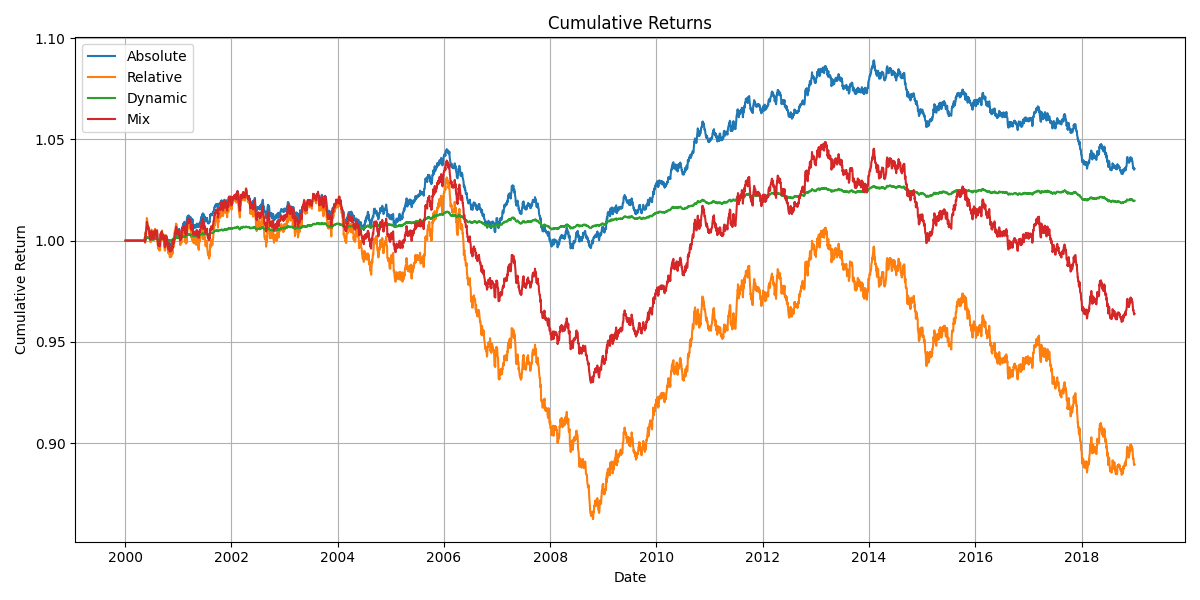 Cumulative Returns
Absolute
Relative
Dynamic
Mix
1.10
1.05
1.00
0.95
0.90
Cumulative Return
2000 2002 2004 2006 2008 2010 2012 2014 2016 2018
Date